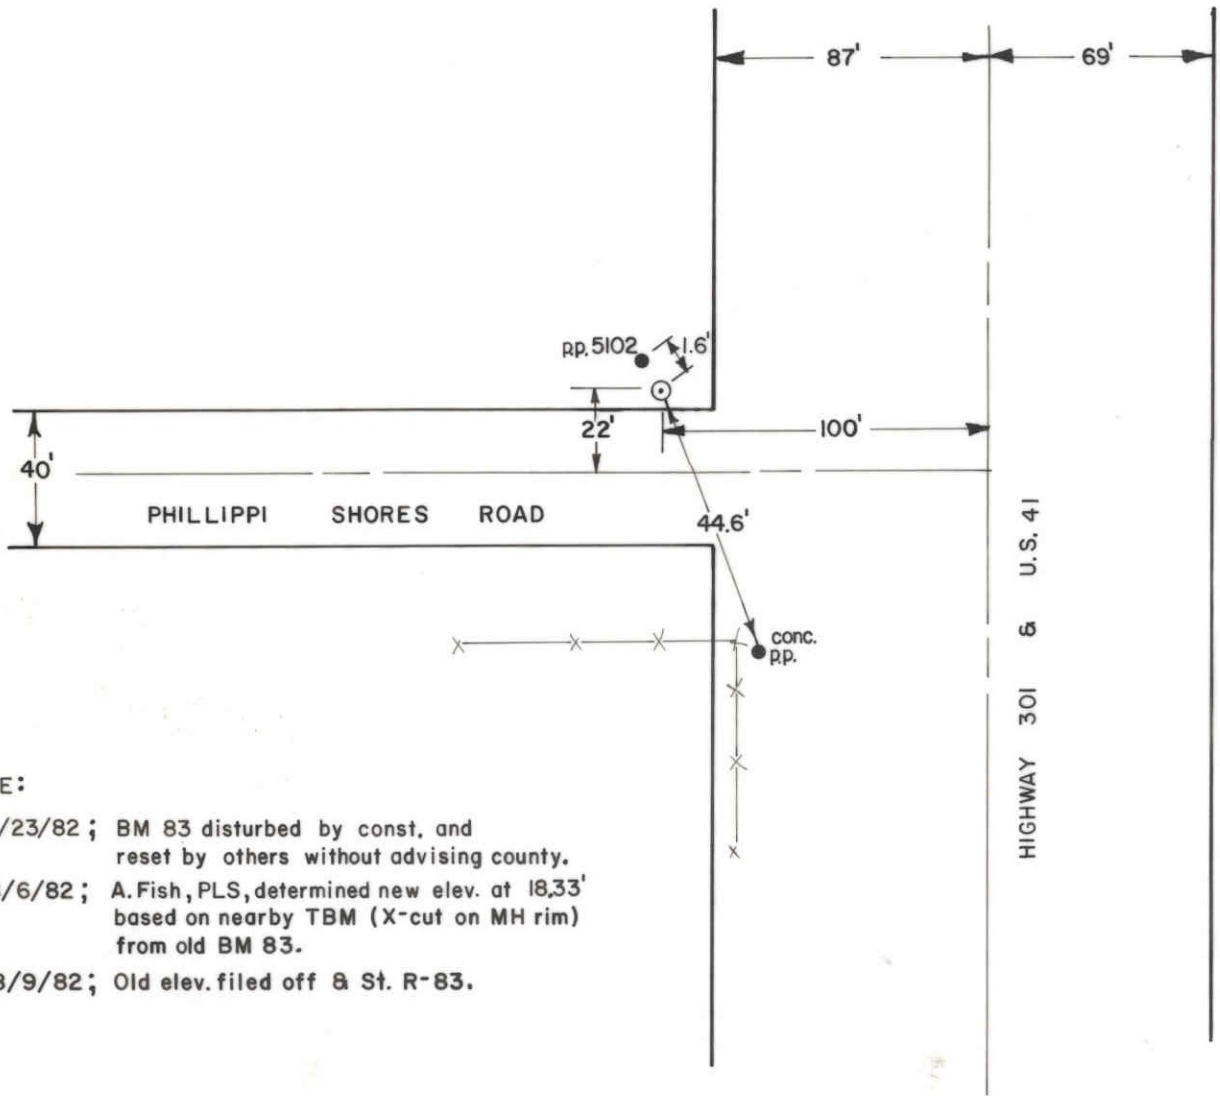 87'
69'
P.P. 5102
1.6'
22'
100'
40'
PHILLIPPI SHORES ROAD
44.6'
conc.
P.P.
HIGHWAY 301 & U.S. 41
E:
/23/82; BM 83 disturbed by const. and
reset by others without advising county.
/6/82; A. Fish, PLS, determined new elev. at 18.33'
based on nearby TBM (X-cut on MH rim)
from old BM 83.
8/9/82; Old elev. filed off & St. R-83.